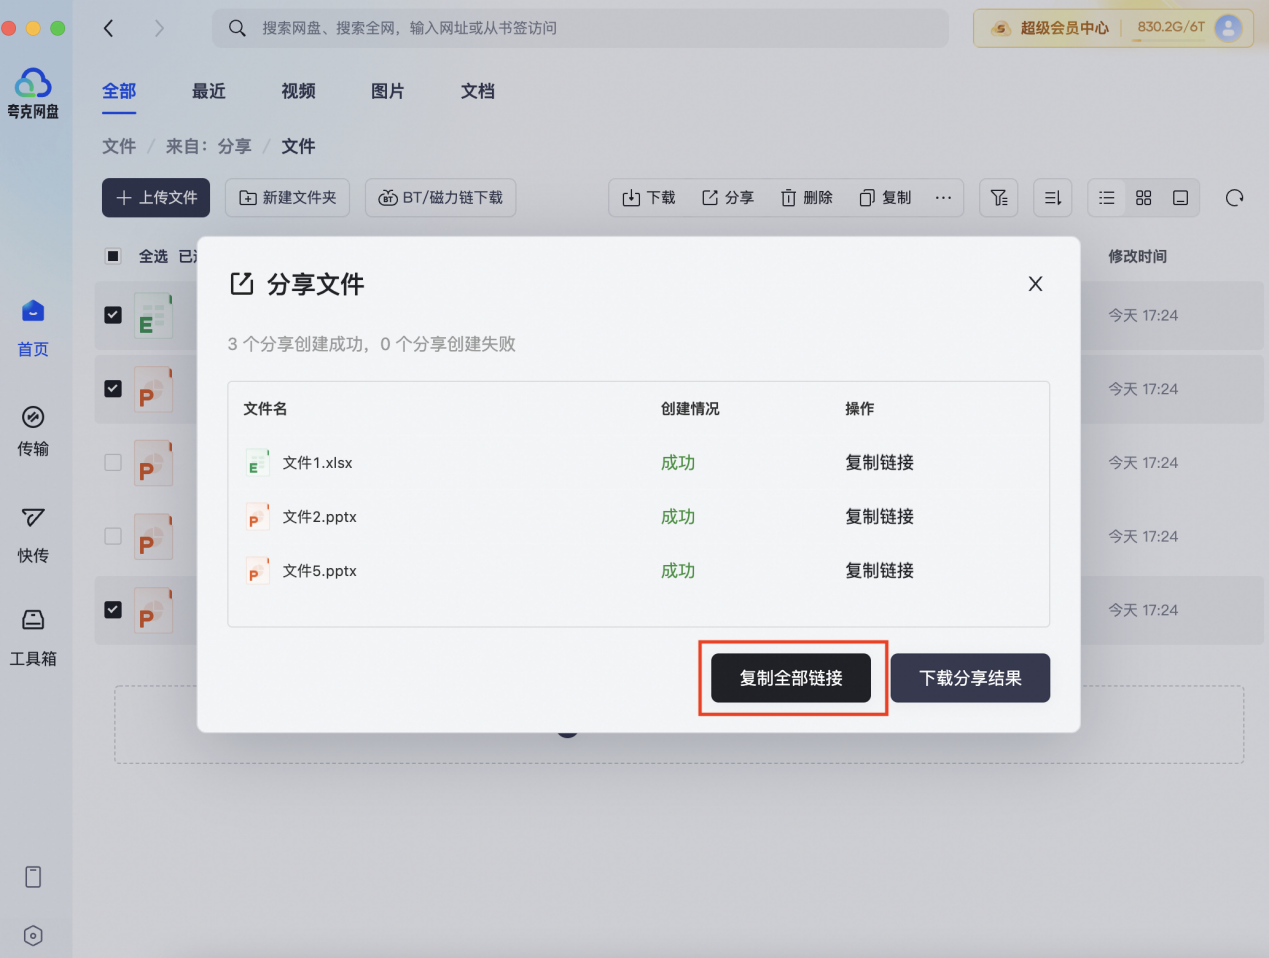 搜索网盘、搜索全网，输入网址或从书签访问
超级会员中心
830.2G/6T
夸克网盘
全部 最近 视频 图片 文档
文件 / 来自：分享 / 文件
上传文件 新建文件夹 BT/磁力链下载 下载 分享 删除 复制 ···
全选
修改时间
分享文件
3 个分享创建成功，0 个分享创建失败
文件名 创建情况 操作
文件1.xlsx 成功 复制链接
文件2.pptx 成功 复制链接
文件5.pptx 成功 复制链接
复制全部链接 下载分享结果
今天 17:24
今天 17:24
今天 17:24
今天 17:24
今天 17:24
首页
传输
快传
工具箱